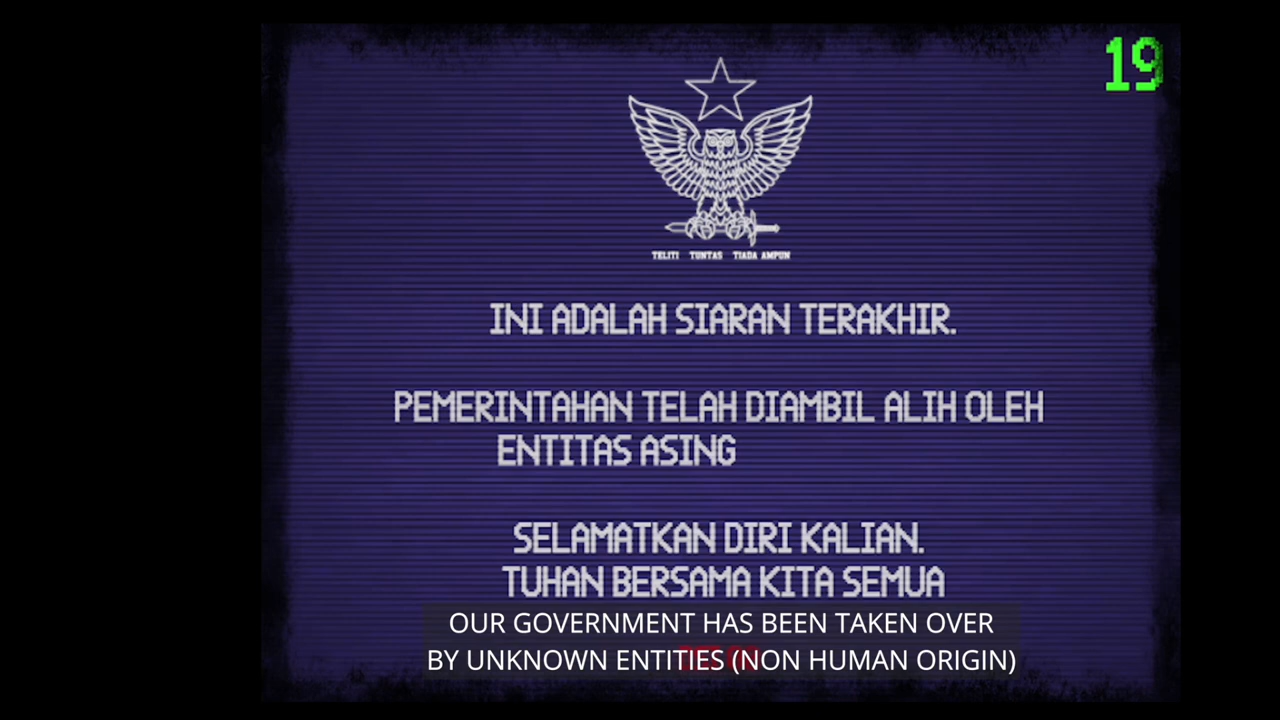 19
TELITI TUNTAS TIADA AMPUN
INI ADALAH SIARAN TERAKHIR.
PEMERINTAHAN TELAH DIAMBIL ALIH OLEH
ENTITAS ASING
SELAMATKAN DIRI KALIAN.
TUHAN BERSAMA KITA SEMUA
OUR GOVERNMENT HAS BEEN TAKEN OVER
BY UNKNOWN ENTITIES (NON HUMAN ORIGIN)